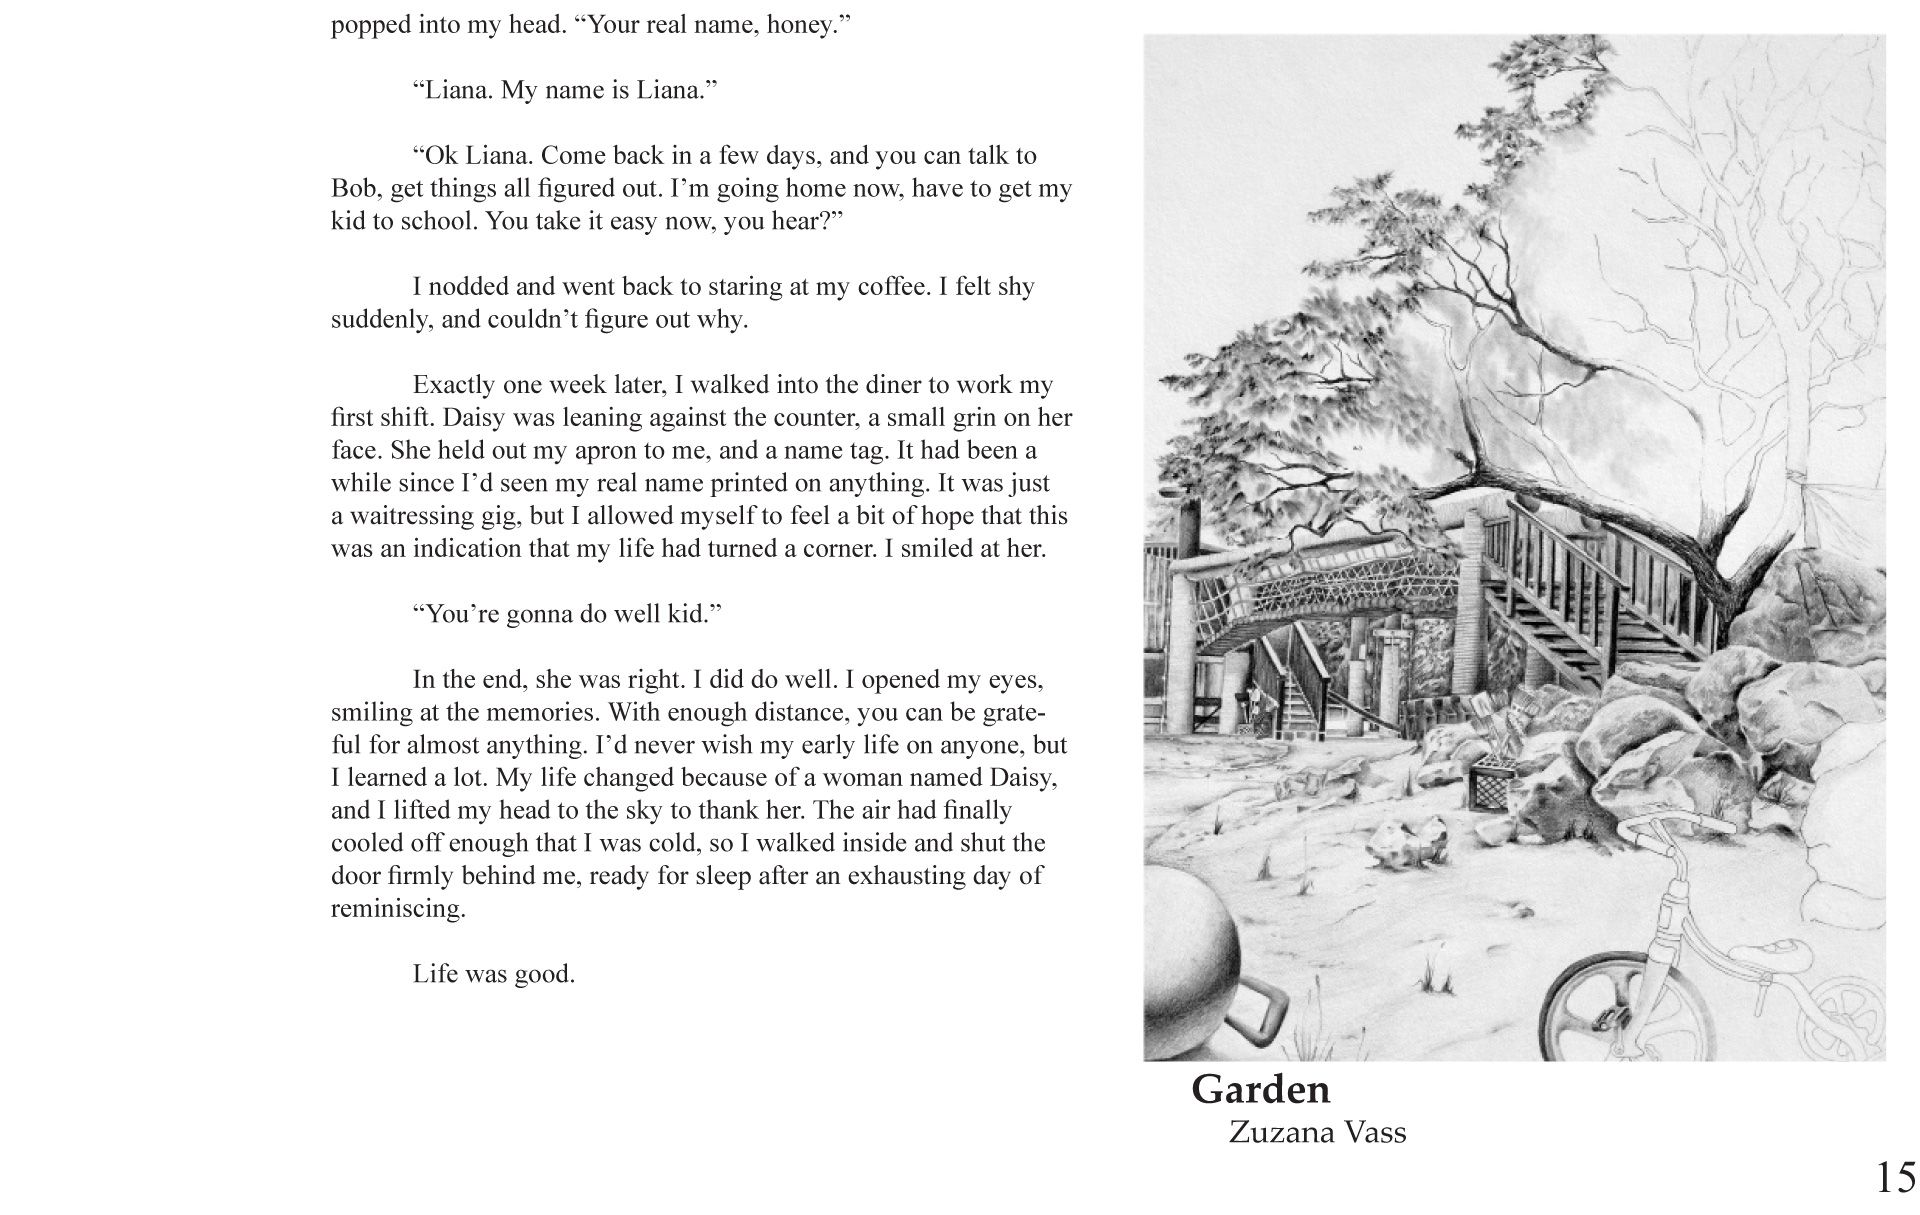 popped into my head. “Your real name, honey.”
“Liana. My name is Liana.”
“Ok Liana. Come back in a few days, and you can talk to
Bob, get things all figured out. I’m going home now, have to get my
kid to school. You take it easy now, you hear?”
I nodded and went back to staring at my coffee. I felt shy
suddenly, and couldn’t figure out why.
Exactly one week later, I walked into the diner to work my
first shift. Daisy was leaning against the counter, a small grin on her
face. She held out my apron to me, and a name tag. It had been a
while since I’d seen my real name printed on anything. It was just
a waitressing gig, but I allowed myself to feel a bit of hope that this
was an indication that my life had turned a corner. I smiled at her.
“You’re gonna do well kid.”
In the end, she was right. I did do well. I opened my eyes,
smiling at the memories. With enough distance, you can be grate-
ful for almost anything. I’d never wish my early life on anyone, but
I learned a lot. My life changed because of a woman named Daisy,
and I lifted my head to the sky to thank her. The air had finally
cooled off enough that I was cold, so I walked inside and shut the
door firmly behind me, ready for sleep after an exhausting day of
reminiscing.
Life was good.
Garden
Zuzana Vass
15